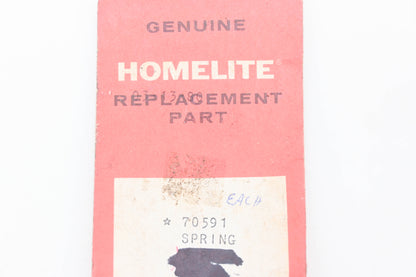 GENUINE
HOMELITE
REPLACEMENT
PART
EACH
☆ 70591
SPRING